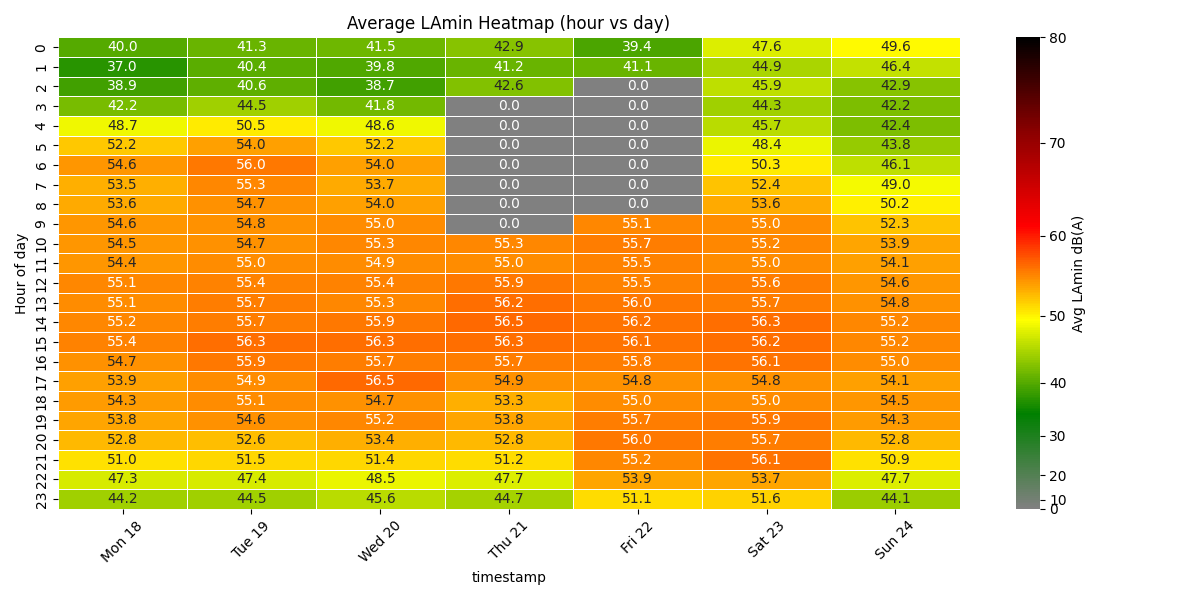 Average LAmin Heatmap (hour vs day)
0 40.0 41.3 41.5 42.9 39.4 47.6 49.6
1 37.0 40.4 39.8 41.2 41.1 44.9 46.4
2 38.9 40.6 38.7 42.6 0.0 45.9 42.9
3 42.2 44.5 41.8 0.0 0.0 44.3 42.2
4 48.7 50.5 48.6 0.0 0.0 45.7 42.4
5 52.2 54.0 52.2 0.0 0.0 48.4 43.8
6 54.6 56.0 54.0 0.0 0.0 50.3 46.1
7 53.5 55.3 53.7 0.0 0.0 52.4 49.0
8 53.6 54.7 54.0 0.0 0.0 53.6 50.2
9 54.6 54.8 55.0 0.0 55.1 55.0 52.3
10 54.5 54.7 55.3 55.3 55.7 55.2 53.9
11 54.4 55.0 54.9 55.0 55.5 55.0 54.1
12 55.1 55.4 55.4 55.9 55.5 55.6 54.6
13 55.1 55.7 55.3 56.2 56.0 55.7 54.8
14 55.2 55.7 55.9 56.5 56.2 56.3 55.2
15 55.4 56.3 56.3 56.3 56.1 56.2 55.2
16 54.7 55.9 55.7 55.7 55.8 56.1 55.0
17 53.9 54.9 56.5 54.9 54.8 54.8 54.1
18 54.3 55.1 54.7 53.3 55.0 55.0 54.5
19 53.8 54.6 55.2 53.8 55.7 55.9 54.3
20 52.8 52.6 53.4 52.8 56.0 55.7 52.8
21 51.0 51.5 51.4 51.2 55.2 56.1 50.9
22 47.3 47.4 48.5 47.7 53.9 53.7 47.7
23 44.2 44.5 45.6 44.7 51.1 51.6 44.1
Hour of day
Mon 18 Tue 19 Wed 20 Thu 21 Fri 22 Sat 23 Sun 24
timestamp
80
70
60
50
40
30
20
10
0
Avg LAmin dB(A)